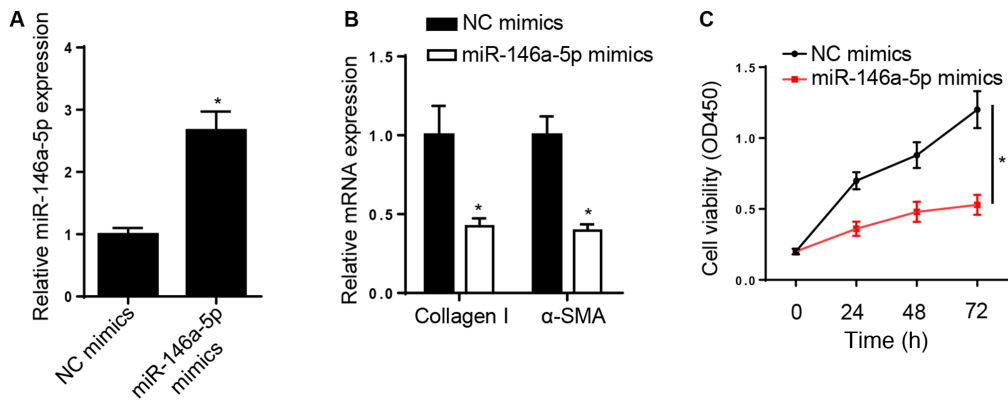 A
Relative miR-146a-5p expression
4
3
2
1
0
*
NC mimics
miR-146a-5p
mimics
B
NC mimics
miR-146a-5p mimics
Relative mRNA expression
1.5
1.0
0.5
0.0
*
*
Collagen I
α-SMA
C
NC mimics
miR-146a-5p mimics
Cell viability (OD450)
1.5
1.0
0.5
0.0
*
0 24 48 72
Time (h)